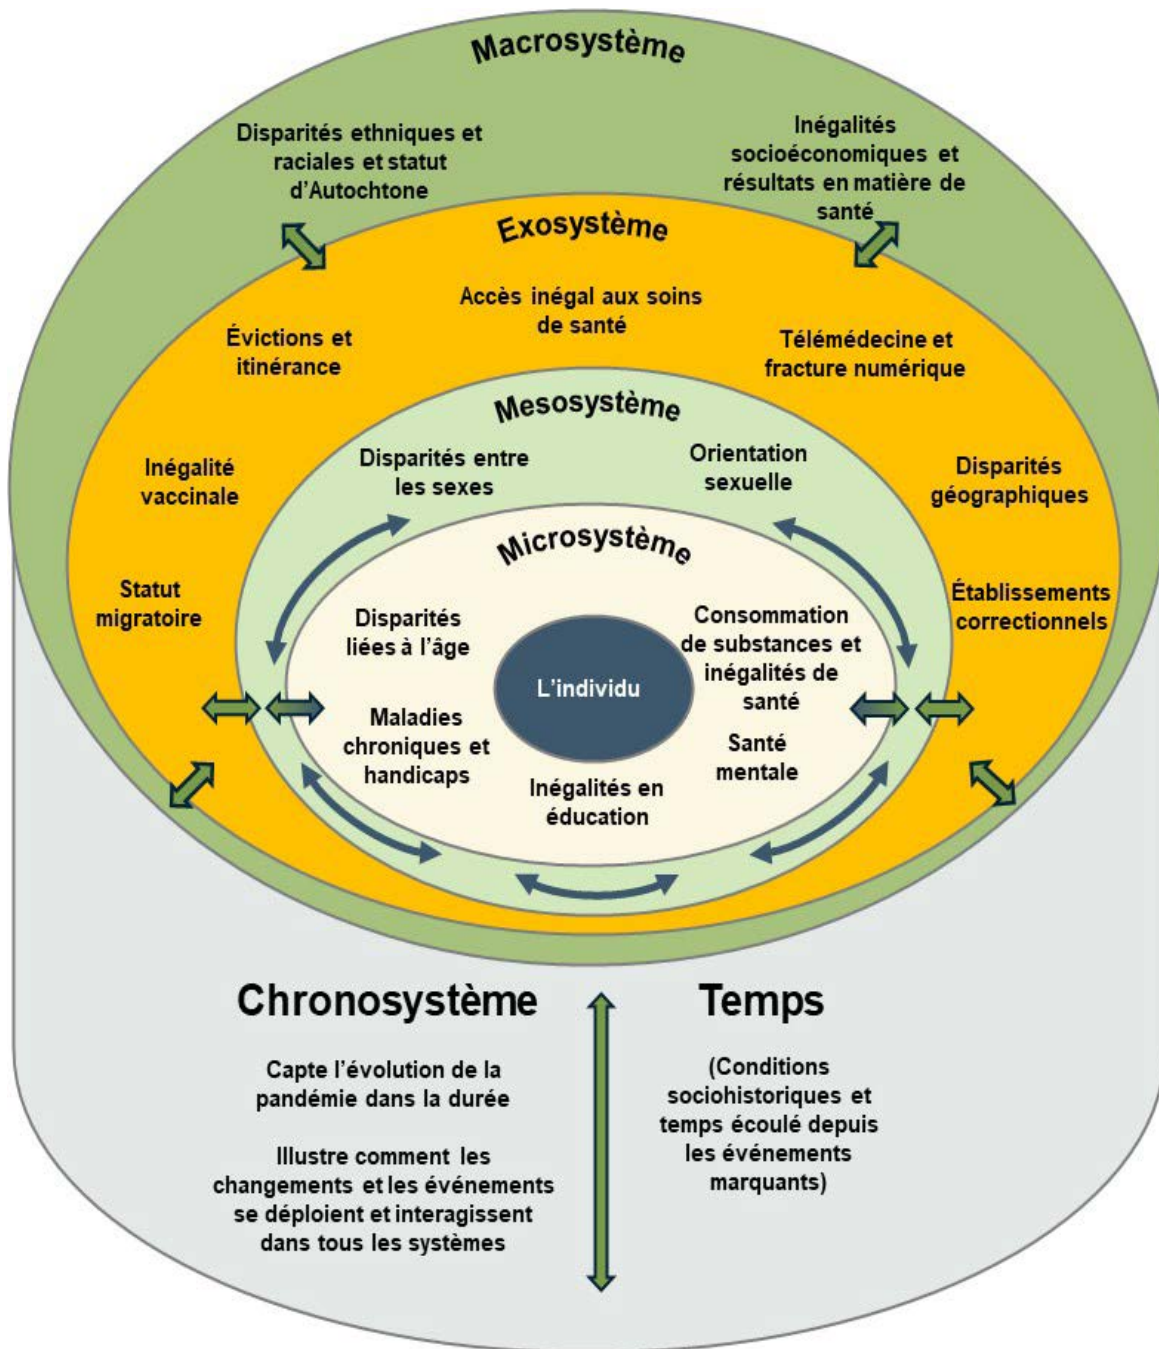 Macrosystème
Disparités ethniques et
raciales et statut
d’Autochtone
Inégalités
socioéconomiques et
résultats en matière de
santé
Exosystème
Accès inégal aux soins
de santé
Évictions et
itinérance
Télémédecine et
fracture numérique
Inégalité
vaccinale
Disparités
géographiques
Statut
migratoire
Établissements
correctionnels
Mesosystème
Disparités entre
les sexes
Orientation
sexuelle
Microsystème
Disparités
liées à l’âge
Consommation
de substances et
inégalités de
santé
L’individu
Maladies
chroniques et
handicaps
Santé
mentale
Inégalités en
éducation
Chronosystème
Capte l’évolution de la
pandémie dans la durée
Illustre comment les
changements et les événements
se déploient et interagissent
dans tous les systèmes
Temps
(Conditions
sociohistoriques et
temps écoulé depuis
les événements
marquants)